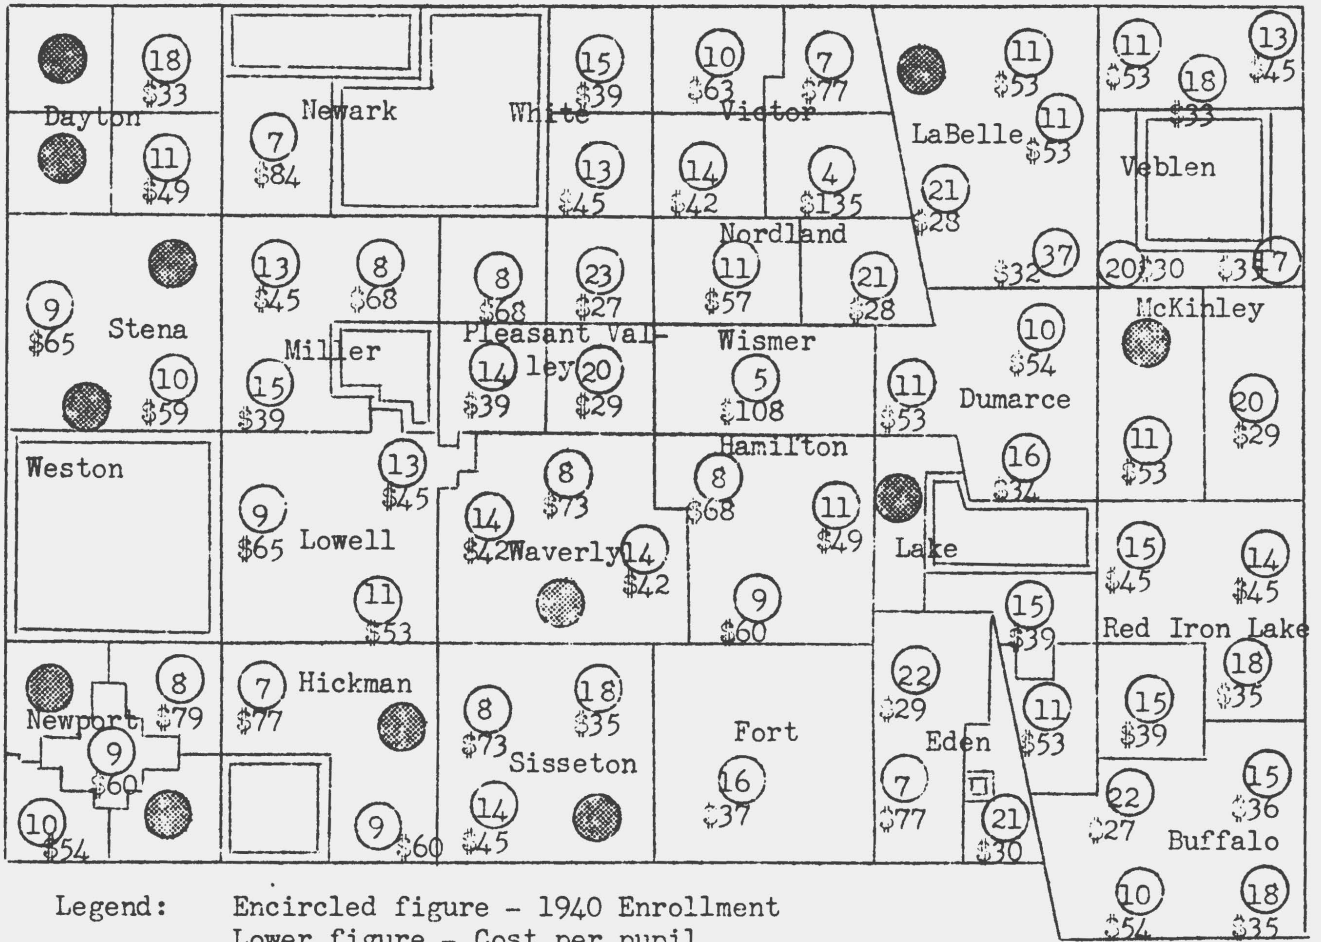 18 15 10 7 11 11 13
$33 $39 $63 $77 $53 $53 18 $45
Dayton Newark White Victor $33
7 11
$84 LaBelle $53 Veblen
11 13 14 4 21
$49 $45 $42 $135 $28
Nordland
13 8 8 23 11 21 $32 37 20 $30
$45 $68 $68 $27 $57 $28
9 McKinley
$65 Stena Pleasant Val- Wismer 10
Miller ley $54
10 15 14 20 5 11 Dumarce 20
$59 $39 $39 $29 $108 $53 $29
Weston Hamilton 11
13 8 8 16 $53
$45 $73 $68 $34
9 14 11
$65 Lowell $42 Waverly 14 $49 Lake 15 14
$42 $45 $45
11 9 15
$53 $60 $39 Red Iron Lake
8 7 Hickman 22 18
$79 $77 8 18 $29 15 $35
Newport $73 $35 Fort Eden 11 $39
9 Sisseton $53
$60 14 16 7 22 15
$45 $37 $77 $27 $36
10 9 21 Buffalo
$54 $60 $30
10 18
$54 $35
Legend: Encircled figure - 1940 Enrollment
Lower figure - Cost per pupil